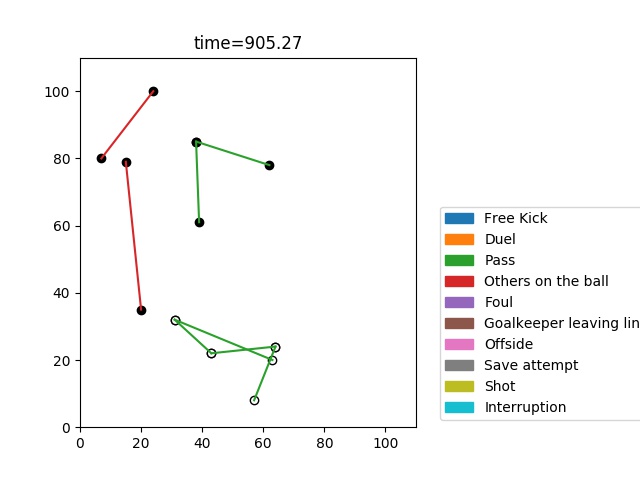 time=905.27
100
80
60
40
20
0
0 20 40 60 80 100
Free Kick
Duel
Pass
Others on the ball
Foul
Goalkeeper leaving lin
Offside
Save attempt
Shot
Interruption